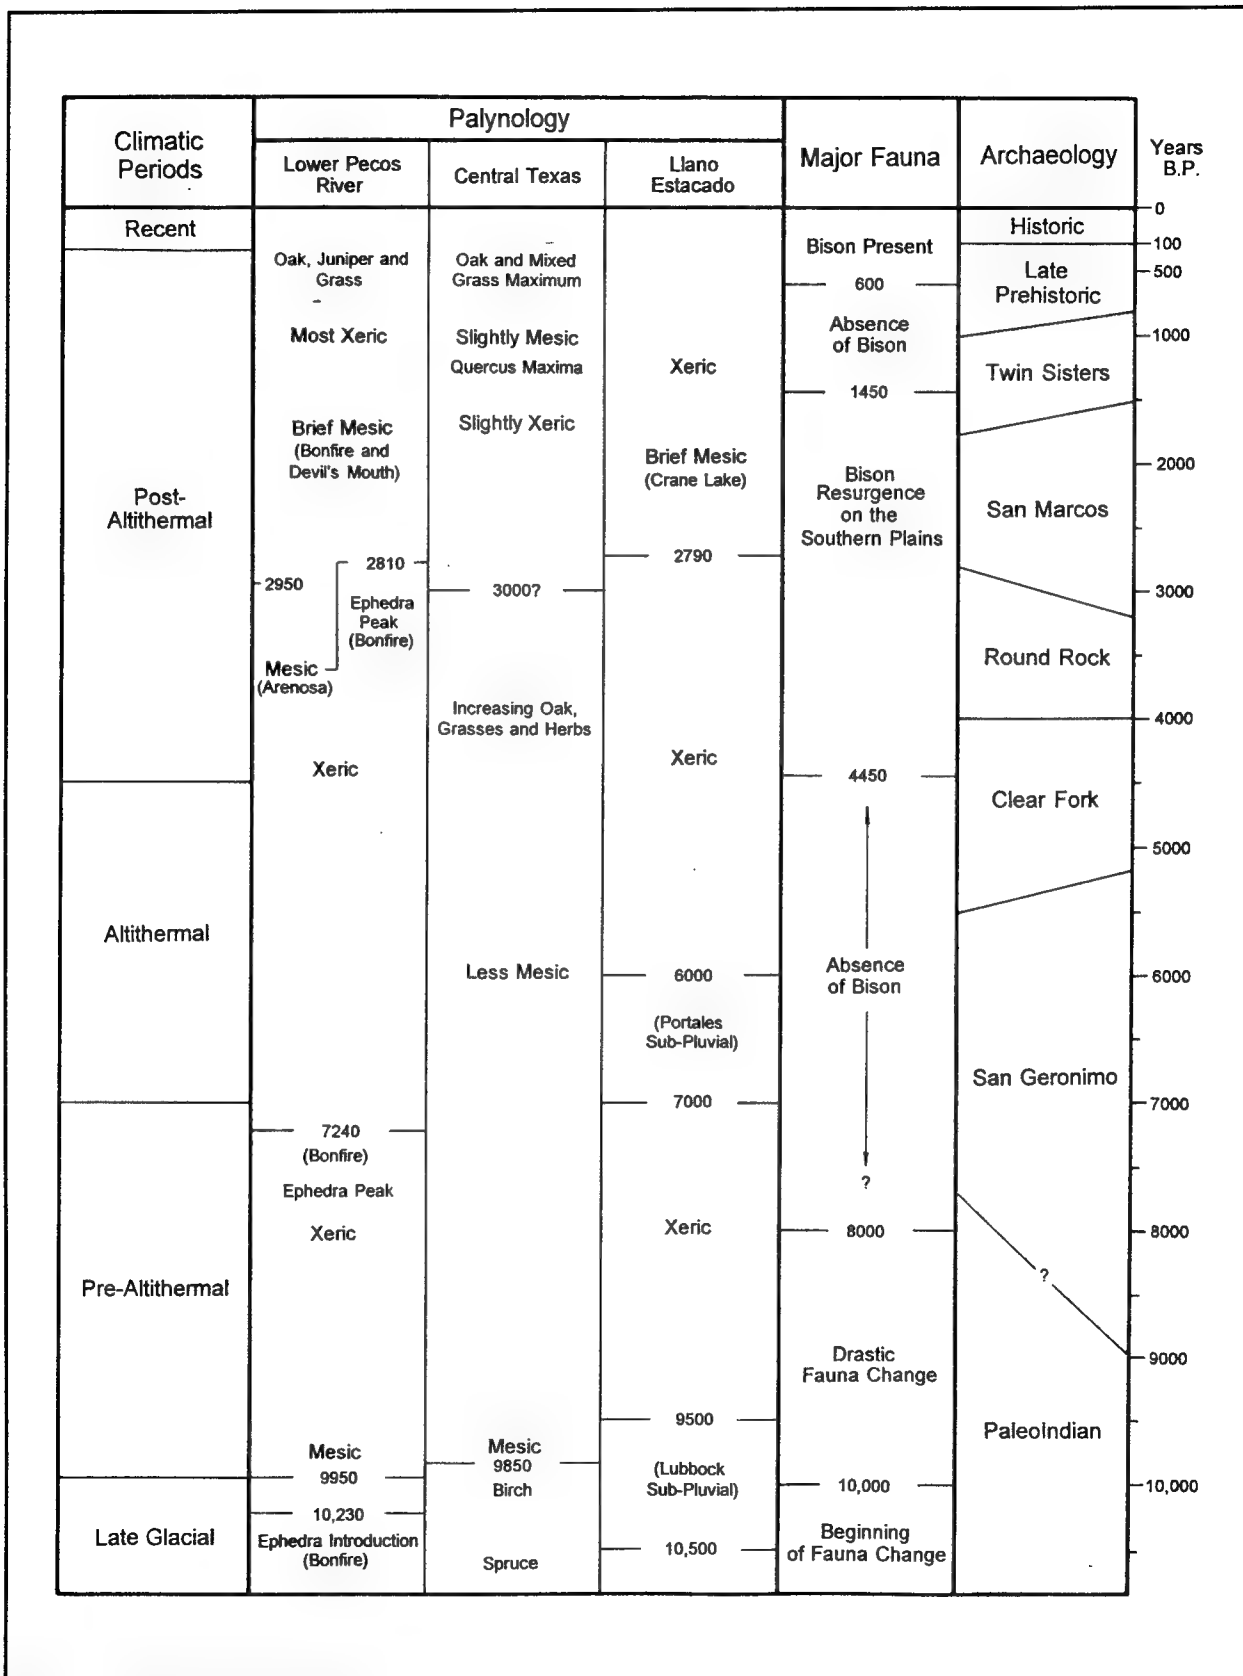 Climatic
Periods
Palynology
Lower Pecos
River
Central Texas
Llano
Estacado
Major Fauna
Archaeology
Years
B.P.
Recent
Post-
Altithermal
Altithermal
Pre-Altithermal
Late Glacial
Oak, Juniper and
Grass
Most Xeric
Brief Mesic
(Bonfire and
Devil's Mouth)
2950
2810
Ephedra
Peak
(Bonfire)
Mesic
(Arenosa)
Xeric
7240
(Bonfire)
Ephedra Peak
Xeric
Mesic
9950
10,230
Ephedra Introduction
(Bonfire)
Oak and Mixed
Grass Maximum
Slightly Mesic
Quercus Maxima
Slightly Xeric
3000?
Increasing Oak,
Grasses and Herbs
Less Mesic
Mesic
9850
Birch
Spruce
Xeric
Brief Mesic
(Crane Lake)
2790
Xeric
6000
(Portales
Sub-Pluvial)
7000
Xeric
9500
(Lubbock
Sub-Pluvial)
10,500
Bison Present
600
Absence
of Bison
1450
Bison
Resurgence
on the
Southern Plains
4450
Absence
of Bison
?
8000
Drastic
Fauna Change
10,000
Beginning
of Fauna Change
Historic
Late
Prehistoric
Twin Sisters
San Marcos
Round Rock
Clear Fork
San Geronimo
?
PaleoIndian
0
100
500
1000
2000
3000
4000
5000
6000
7000
8000
9000
10,000